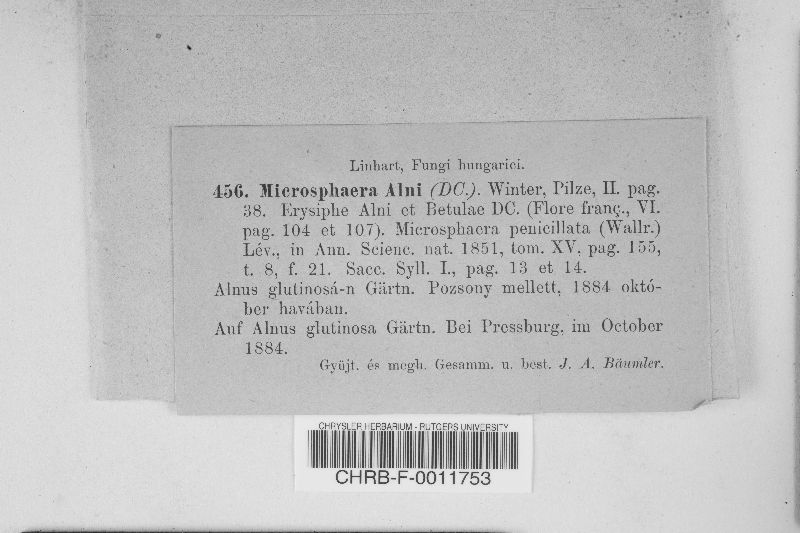 Linhart, Fungi hungarici.
456. Microsphaera Alni (DC.). Winter, Pilze, II. pag.
38. Erysiphe Alni et Betulae DC. (Flore franç., VI.
pag. 104 et 107). Microsphaera penicillata (Wallr.)
Lév., in Ann. Scienc. nat. 1851, tom. XV, pag. 155,
t. 8, f. 21. Sacc. Syll. I., pag. 13 et 14.
Alnus glutinosá-n Gärtn. Pozsony mellett, 1884 októ-
ber havában.
Auf Alnus glutinosa Gärtn. Bei Pressburg, im October
1884.
Gyüjt. és megh. Gesamm. u. best. J. A. Bäumler.
CHRYSLER HERBARIUM - RUTGERS UNIVERSITY
CHRB-F-0011753